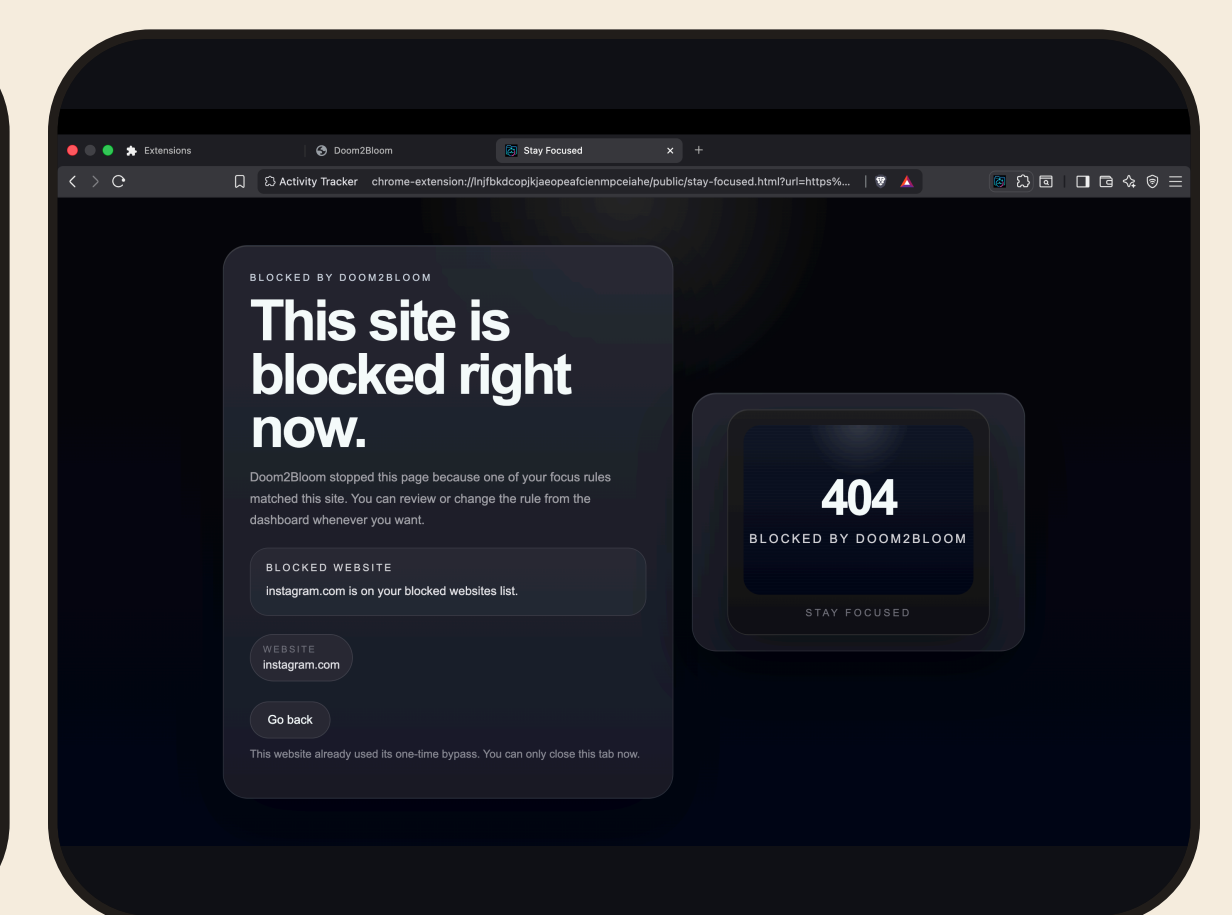 Extensions
Doom2Bloom
Stay Focused
Activity Tracker chrome-extension://lnjfbkdcopjkjaeopeafcienmpceiahe/public/stay-focused.html?url=https%...
BLOCKED BY DOOM2BLOOM
This site is
blocked right
now.
Doom2Bloom stopped this page because one of your focus rules
matched this site. You can review or change the rule from the
dashboard whenever you want.
BLOCKED WEBSITE
instagram.com is on your blocked websites list.
WEBSITE
instagram.com
Go back
This website already used its one-time bypass. You can only close this tab now.
404
BLOCKED BY DOOM2BLOOM
STAY FOCUSED